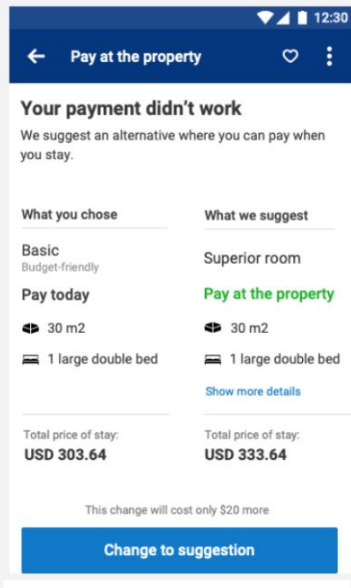 12:30
Pay at the property
Your payment didn't work
We suggest an alternative where you can pay when
you stay.
What you chose
Basic
Budget-friendly
Pay today
30 m2
1 large double bed
Total price of stay:
USD 303.64
What we suggest
Superior room
Pay at the property
30 m2
1 large double bed
Show more details
Total price of stay:
USD 333.64
This change will cost only $20 more
Change to suggestion